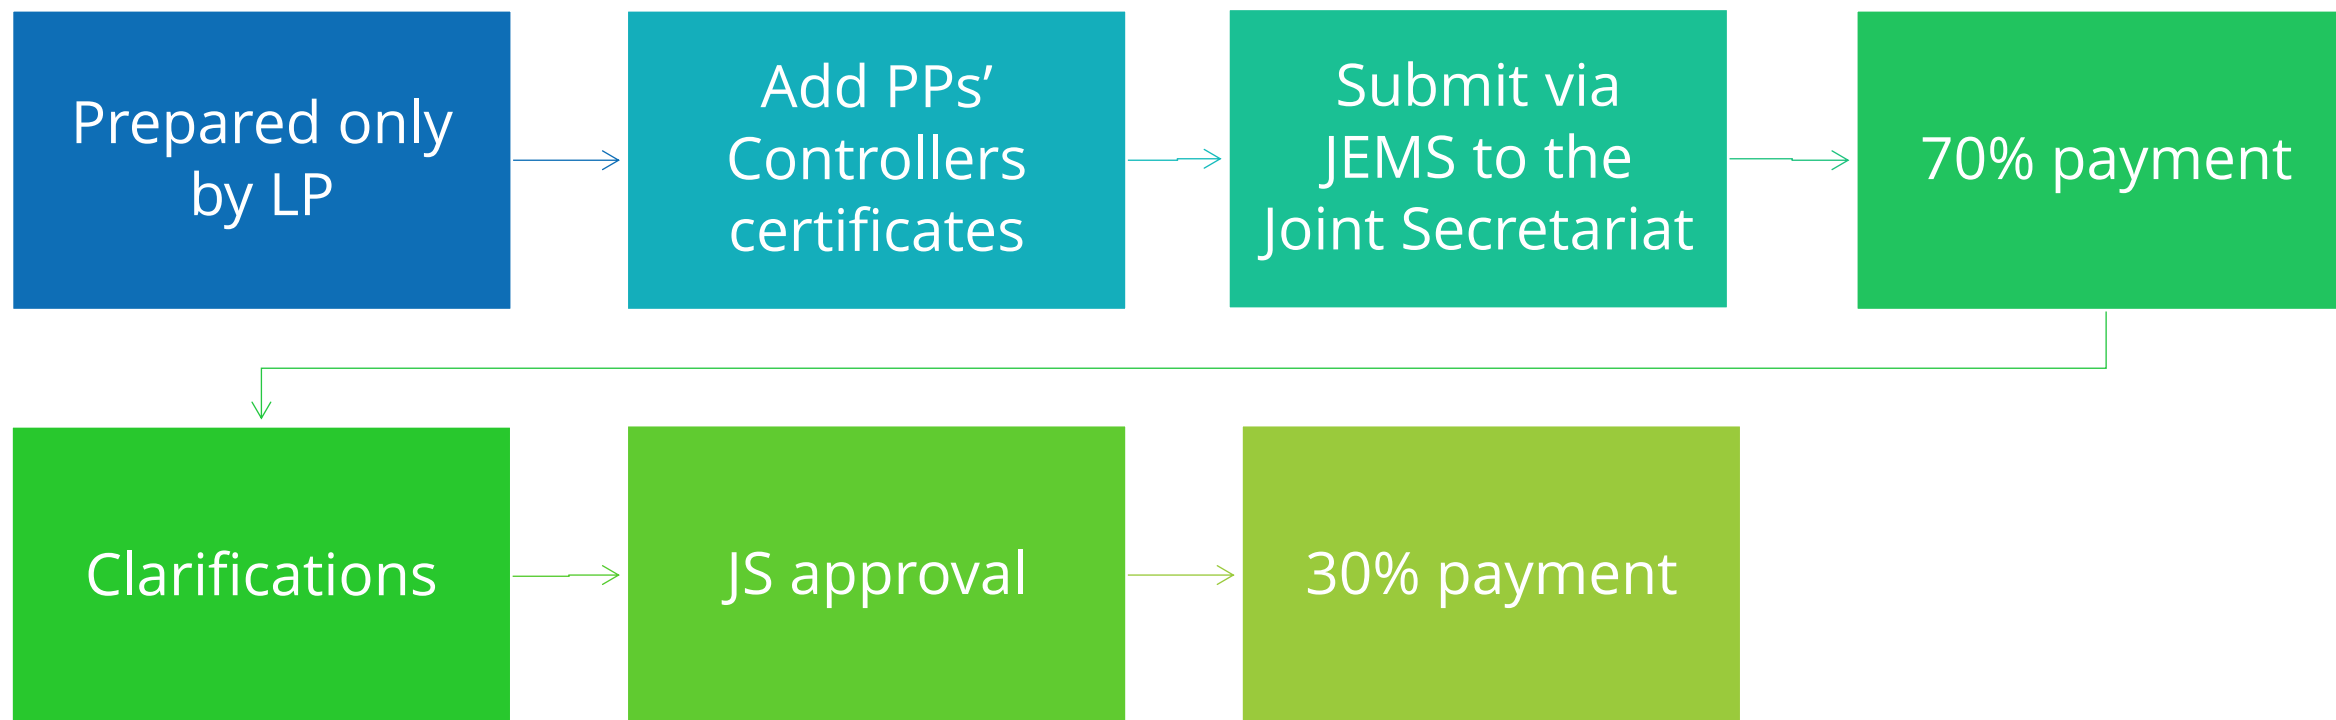 Prepared only
by LP
Add PPs’
Controllers
certificates
Submit via
JEMS to the
Joint Secretariat
70% payment
Clarifications
JS approval
30% payment